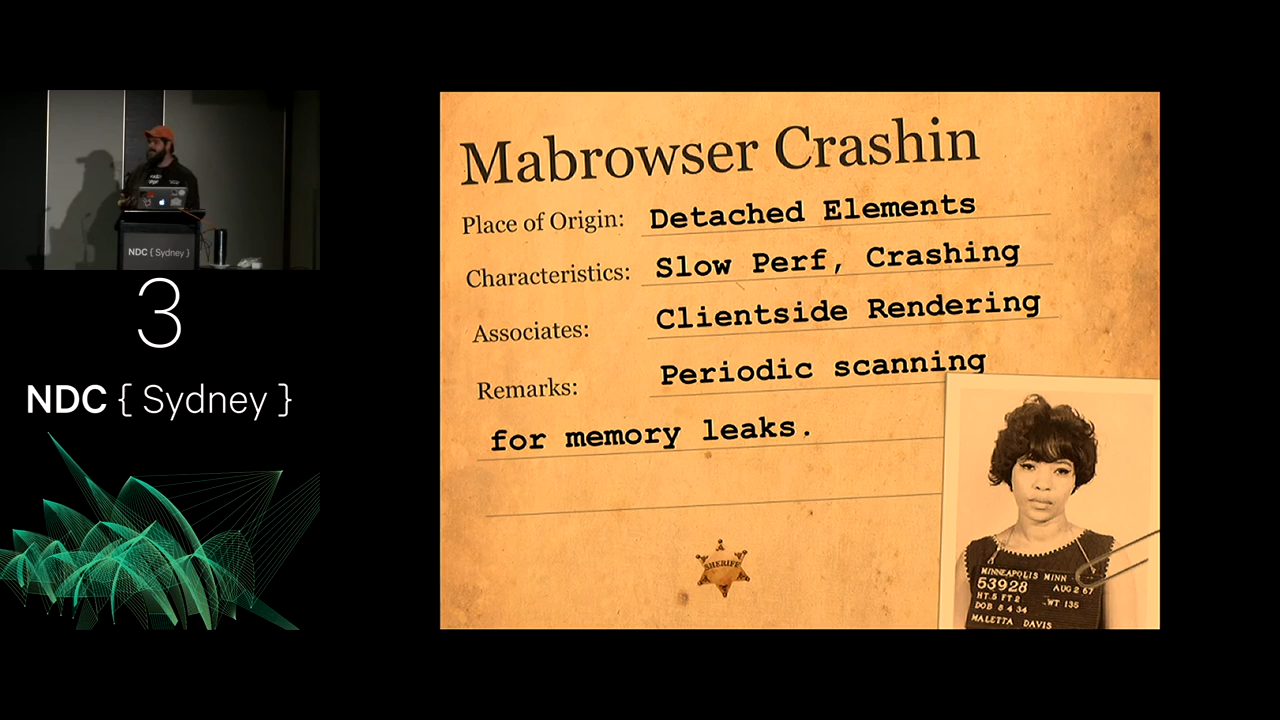 Mabrowser Crashin
Place of Origin: Detached Elements
Characteristics: Slow Perf, Crashing
Associates: Clientside Rendering
Remarks: Periodic scanning
for memory leaks.
SHERIFF
MINNEAPOLIS MINN
53928 AUG 2 67
HT. 5 FT 2 WT 135
DOB 8 4 34
MALETTA DAVIS
NDC { Sydney }
3
NDC { Sydney }